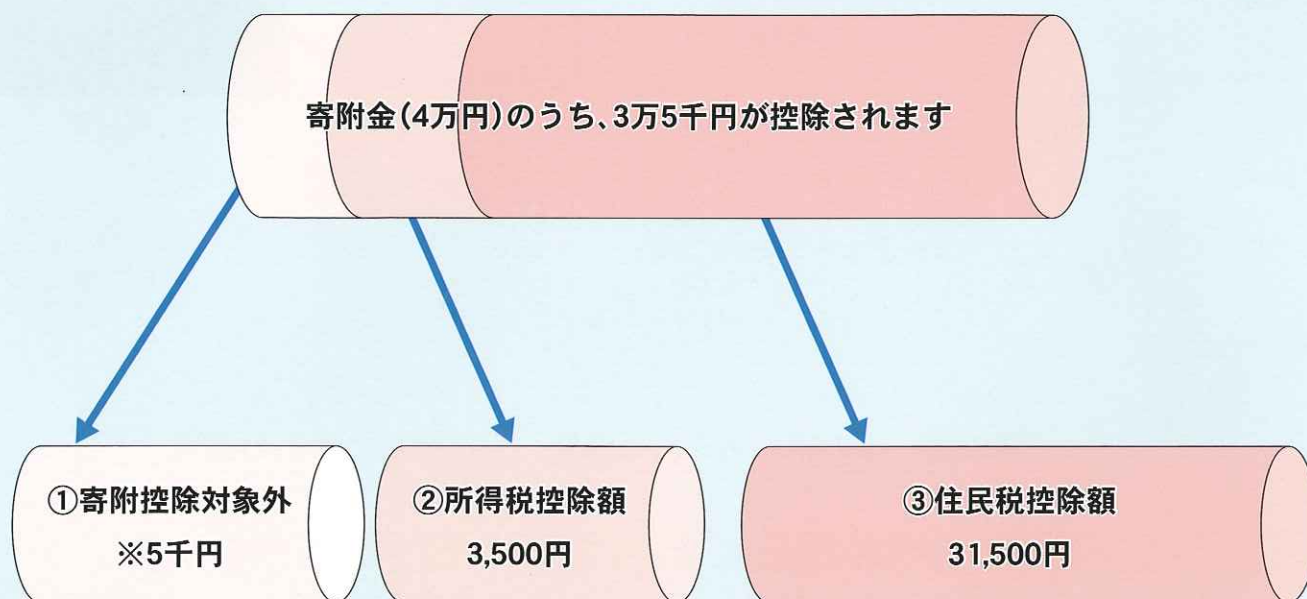 寄附金(4万円)のうち、3万5千円が控除されます
①寄附控除対象外
※5千円
②所得税控除額
3,500円
③住民税控除額
31,500円